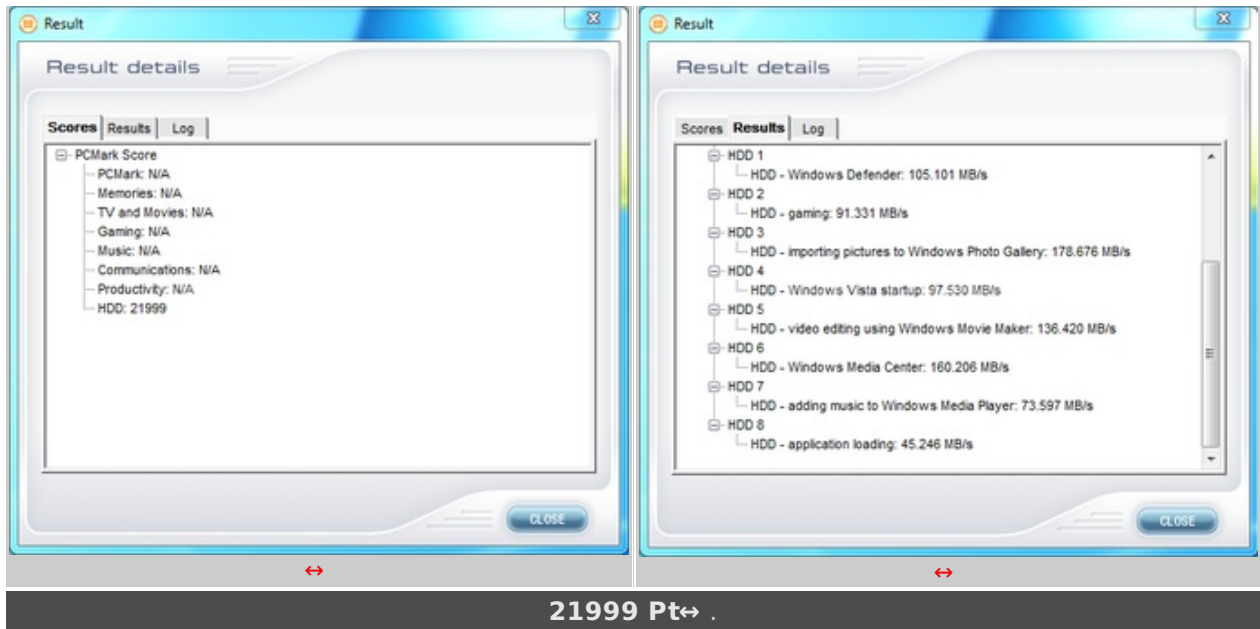 Result
Result details
Scores Results Log
PCMark Score
PCMark: N/A
Memories: N/A
TV and Movies: N/A
Gaming: N/A
Music: N/A
Communications: N/A
Productivity: N/A
HDD: 21999
CLOSE
↔
Result
Result details
Scores Results Log
HDD 1
HDD - Windows Defender: 105.101 MB/s
HDD 2
HDD - gaming: 91.331 MB/s
HDD 3
HDD - importing pictures to Windows Photo Gallery: 178.676 MB/s
HDD 4
HDD - Windows Vista startup: 97.530 MB/s
HDD 5
HDD - video editing using Windows Movie Maker: 136.420 MB/s
HDD 6
HDD - Windows Media Center: 160.206 MB/s
HDD 7
HDD - adding music to Windows Media Player: 73.597 MB/s
HDD 8
HDD - application loading: 45.246 MB/s
CLOSE
↔
21999 Pt↔ .